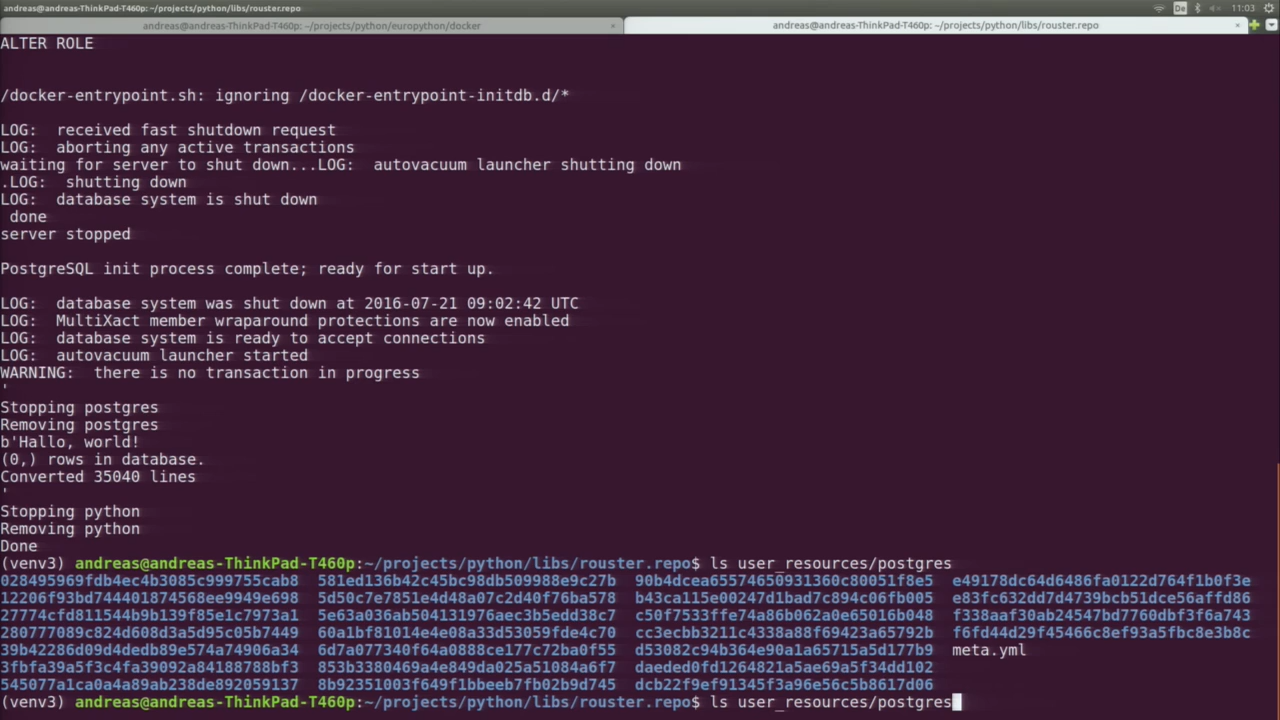 andreas@andreas-ThinkPad-T460p: ~/projects/python/libs/rouster.repo
De 11:03
andreas@andreas-ThinkPad-T460p: ~/projects/python/europython/docker × andreas@andreas-ThinkPad-T460p: ~/projects/python/libs/rouster.repo ×
ALTER ROLE
/docker-entrypoint.sh: ignoring /docker-entrypoint-initdb.d/*
LOG:  received fast shutdown request
LOG:  aborting any active transactions
waiting for server to shut down...LOG:  autovacuum launcher shutting down
.LOG:  shutting down
LOG:  database system is shut down
 done
server stopped
PostgreSQL init process complete; ready for start up.
LOG:  database system was shut down at 2016-07-21 09:02:42 UTC
LOG:  MultiXact member wraparound protections are now enabled
LOG:  database system is ready to accept connections
LOG:  autovacuum launcher started
WARNING:  there is no transaction in progress
'
Stopping postgres
Removing postgres
b'Hallo, world!
(0,) rows in database.
Converted 35040 lines
'
Stopping python
Removing python
Done
(venv3) andreas@andreas-ThinkPad-T460p:~/projects/python/libs/rouster.repo$ ls user_resources/postgres
028495969fdb4ec4b3085c999755cab8  581ed136b42c45bc98db509988e9c27b  90b4dcea65574650931360c80051f8e5  e49178dc64d6486fa0122d764f1b0f3e
12206f93bd744401874568ee9949e698  5d50c7e7851e4d48a07c2d40f76ba578  b43ca115e00247d1bad7c894c06fb005  e83fc632dd7d4739bcb51dce56affd86
27774cfd811544b9b139f85e1c7973a1  5e63a036ab504131976aec3b5edd38c7  c50f7533ffe74a86b062a0e65016b048  f338aaf30ab24547bd7760dbf3f6a743
280777089c824d608d3a5d95c05b7449  60a1bf81014e4e08a33d53059fde4c70  cc3ecbb3211c4338a88f69423a65792b  f6fd44d29f45466c8ef93a5fbc8e3b8c
39b42286d09d4dedb89e574a74906a34  6d7a077340f64a0888ce177c72ba0f55  d53082c94b364e90a1a65715a5d177b9  meta.yml
3fbfa39a5f3c4fa39092a84188788bf3  853b3380469a4e849da025a51084a6f7  daeded0fd1264821a5ae69a5f34dd102
545077a1ca0a4a89ab238de892059137  8b92351003f649f1bbeeb7fb02b9d745  dcb22f9ef91345f3a96e56c5b8617d06
(venv3) andreas@andreas-ThinkPad-T460p:~/projects/python/libs/rouster.repo$ ls user_resources/postgres